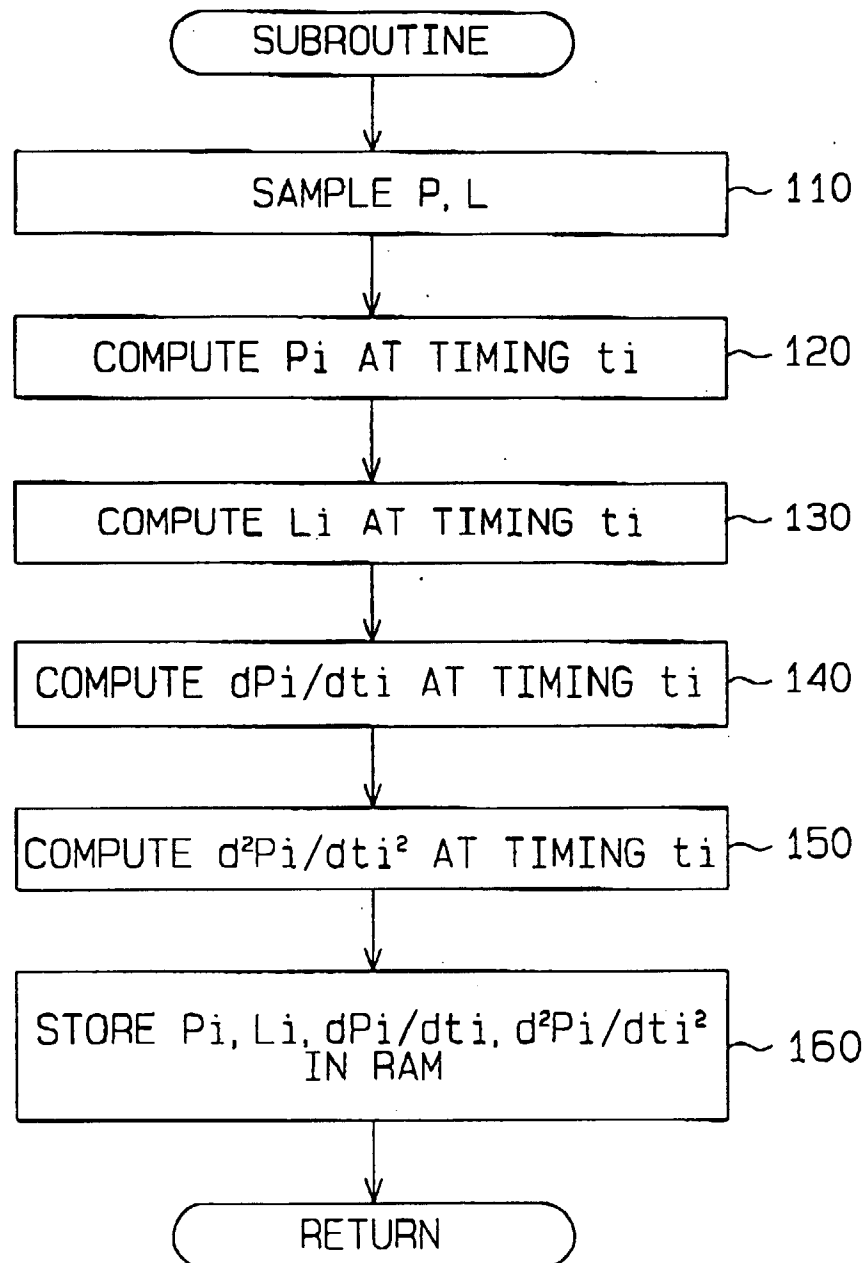 SUBROUTINE
SAMPLE P, L
110
COMPUTE Pi AT TIMING ti
120
COMPUTE Li AT TIMING ti
130
COMPUTE dPi/dti AT TIMING ti
140
COMPUTE d²Pi/dti² AT TIMING ti
150
STORE Pi, Li, dPi/dti, d²Pi/dti²
IN RAM
160
RETURN